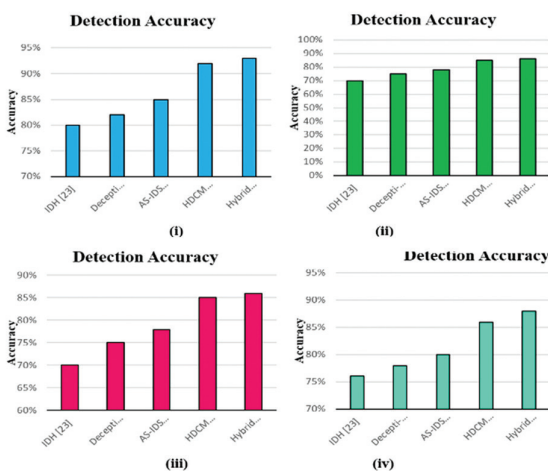 Detection Accuracy
95%
90%
85%
80%
75%
70%
Accuracy
IDH [23]
Decepti...
AS-IDS...
HDCM...
Hybrid...
(i)
Detection Accuracy
100%
90%
80%
70%
60%
50%
40%
30%
20%
10%
0%
Accuracy
IDH [23]
Decepti-...
AS-IDS...
HDCM...
Hybrid...
(ii)
Detection Accuracy
90%
85%
80%
75%
70%
65%
60%
Accuracy
IDH [23]
Decepti...
AS-IDS...
HDCM...
Hybrid...
(iii)
Detection Accuracy
95%
90%
85%
80%
75%
70%
Accuracy
IDH [23]
Decepti...
AS-IDS...
HDCM...
Hybrid...
(iv)